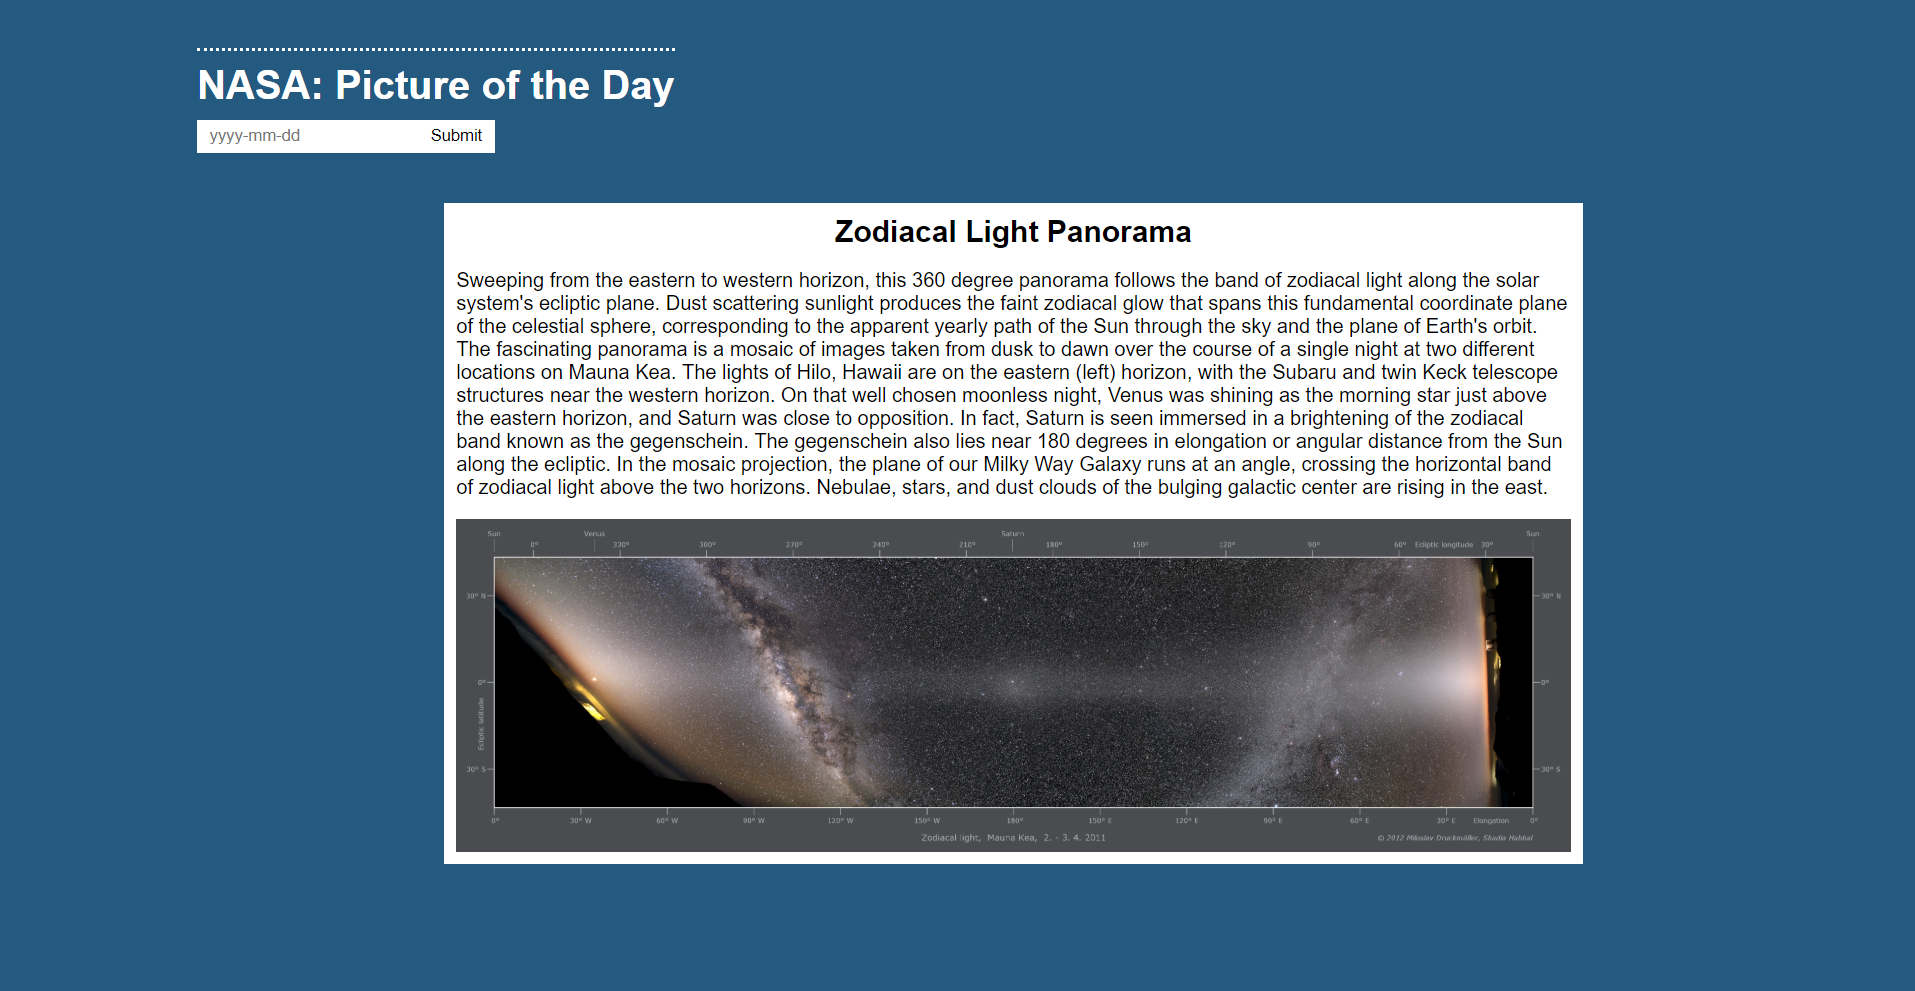 NASA: Picture of the Day
yyyy-mm-dd Submit
Zodiacal Light Panorama
Sweeping from the eastern to western horizon, this 360 degree panorama follows the band of zodiacal light along the solar
system's ecliptic plane. Dust scattering sunlight produces the faint zodiacal glow that spans this fundamental coordinate plane
of the celestial sphere, corresponding to the apparent yearly path of the Sun through the sky and the plane of Earth's orbit.
The fascinating panorama is a mosaic of images taken from dusk to dawn over the course of a single night at two different
locations on Mauna Kea. The lights of Hilo, Hawaii are on the eastern (left) horizon, with the Subaru and twin Keck telescope
structures near the western horizon. On that well chosen moonless night, Venus was shining as the morning star just above
the eastern horizon, and Saturn was close to opposition. In fact, Saturn is seen immersed in a brightening of the zodiacal
band known as the gegenschein. The gegenschein also lies near 180 degrees in elongation or angular distance from the Sun
along the ecliptic. In the mosaic projection, the plane of our Milky Way Galaxy runs at an angle, crossing the horizontal band
of zodiacal light above the two horizons. Nebulae, stars, and dust clouds of the bulging galactic center are rising in the east.
Sun Venus Saturn Sun
0° 330° 300° 270° 240° 210° 180° 150° 120° 90° 60° Ecliptic longitude 30°
30° N 30° N
0° 0°
Ecliptic latitude
30° S 30° S
0° 30° W 60° W 90° W 120° W 150° W 180° 150° E 120° E 90° E 60° E 30° E Elongation 0°
Zodiacal light, Mauna Kea, 2. - 3. 4. 2011 © 2012 Miloslav Druckmüller, Shadia Habbal